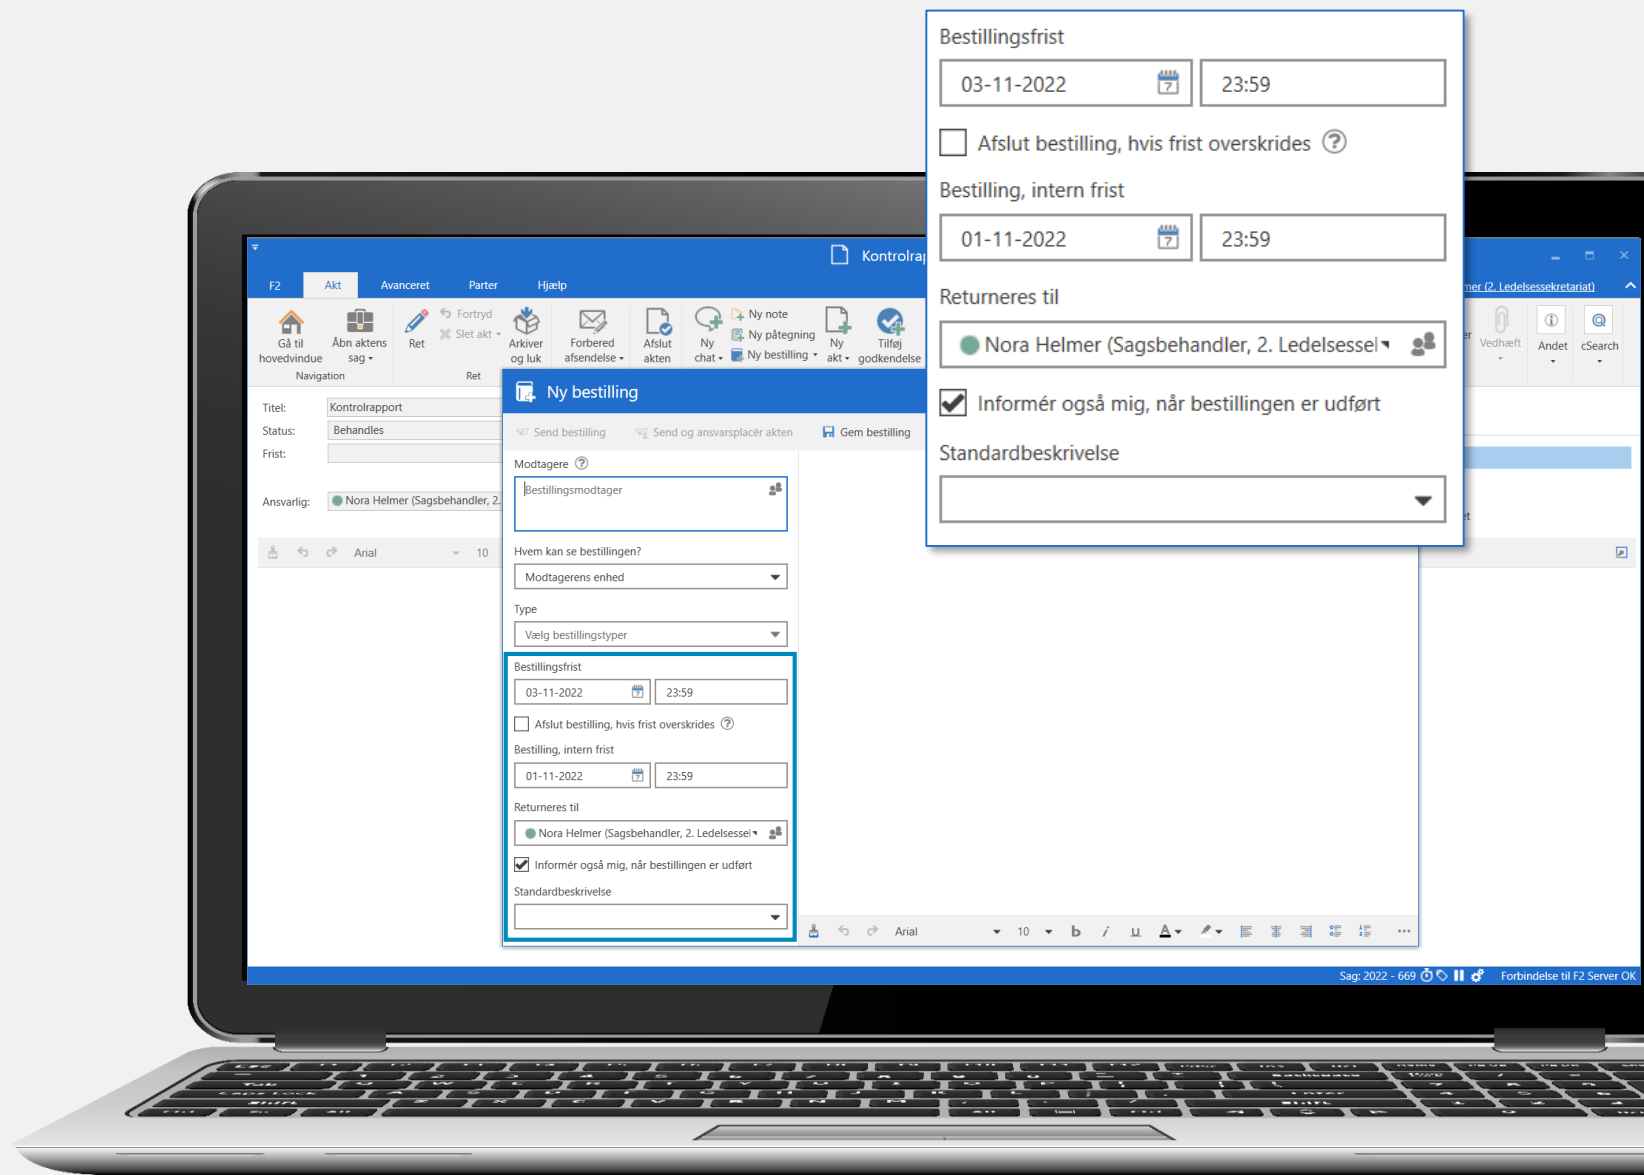 Bestillingsfrist
03-11-2022 23:59
Afslut bestilling, hvis frist overskrides ?
Bestilling, intern frist
01-11-2022 23:59
Returneres til
Nora Helmer (Sagsbehandler, 2. Ledelsessel
Informér også mig, når bestillingen er udført
Standardbeskrivelse
Kontrolrap
F2 Akt Avanceret Parter Hjælp
mer (2. Ledelsessekretariat)
Gå til hovedvindue
Åbn aktens sag
Navigation
Ret
Fortryd
Slet akt
Ret
Arkiver og luk
Forbered afsendelse
Afslut akten
Ny chat
Ny note
Ny påtegning
Ny bestilling
Ny akt
Tilføj godkendelse
er
Vedhæft
Andet
cSearch
Titel: Kontrolrapport
Status: Behandles
Frist:
Ansvarlig: Nora Helmer (Sagsbehandler, 2.
Arial 10
et
Ny bestilling
Send bestilling Send og ansvarsplacér akten Gem bestilling
Modtagere ?
Bestillingsmodtager
Hvem kan se bestillingen?
Modtagerens enhed
Type
Vælg bestillingstyper
Bestillingsfrist
03-11-2022 23:59
Afslut bestilling, hvis frist overskrides ?
Bestilling, intern frist
01-11-2022 23:59
Returneres til
Nora Helmer (Sagsbehandler, 2. Ledelsessel
Informér også mig, når bestillingen er udført
Standardbeskrivelse
Arial 10 b i u A
Sag: 2022 - 669 Forbindelse til F2 Server OK